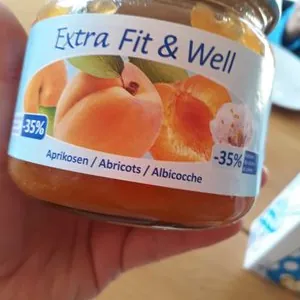 Extra Fit & Well
-35%
-35%
Aprikosen / Abricots / Albicocche